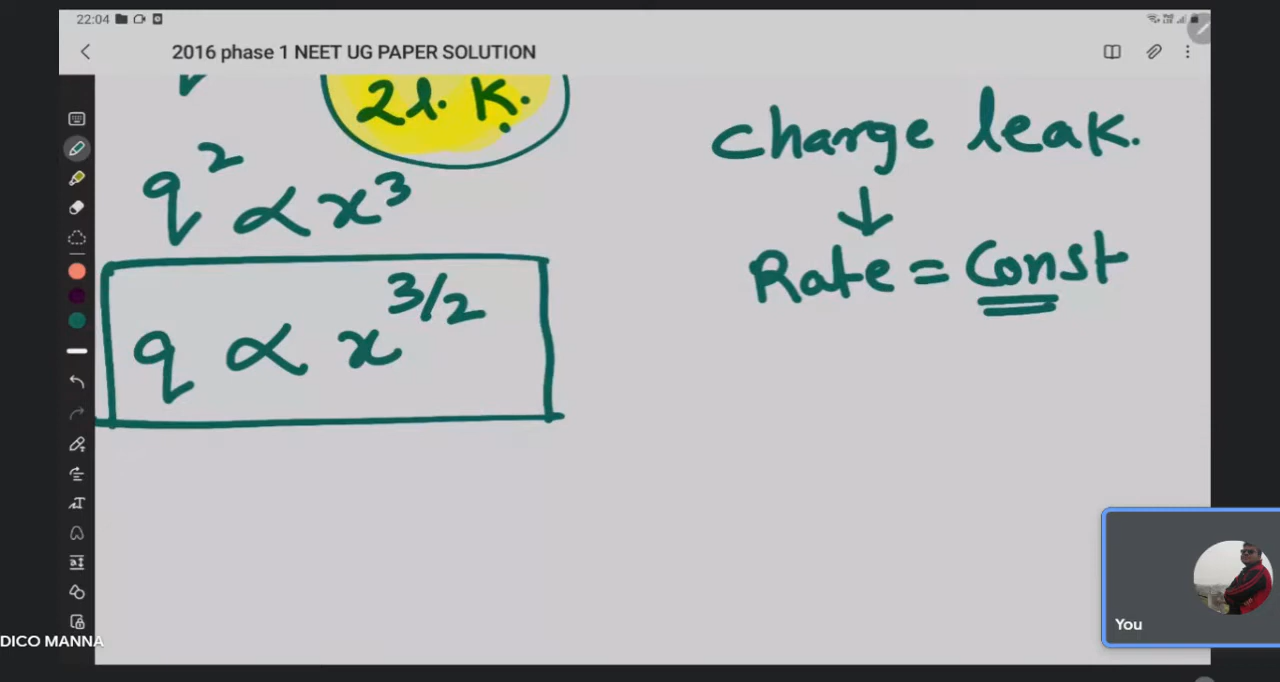 22:04
2016 phase 1 NEET UG PAPER SOLUTION
2l. K.
q² ∝ x³
q ∝ x^3/2
charge leak.
↓
Rate = Const
You
DICO MANNA